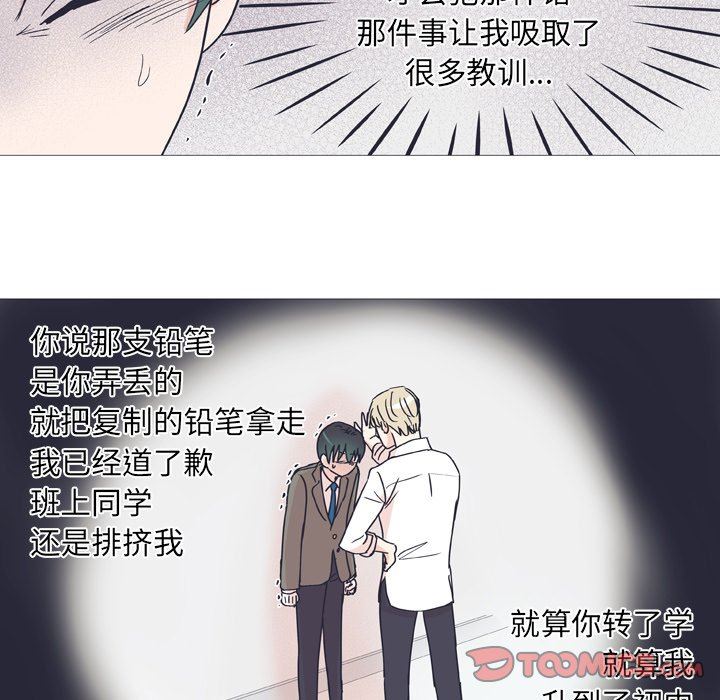 那件事让我吸取了
很多教训...
你说那支铅笔
是你弄丢的
就把复制的铅笔拿走
我已经道了歉
班上同学
还是排挤我
就算你转了学
就算我
TOOMICS.COM